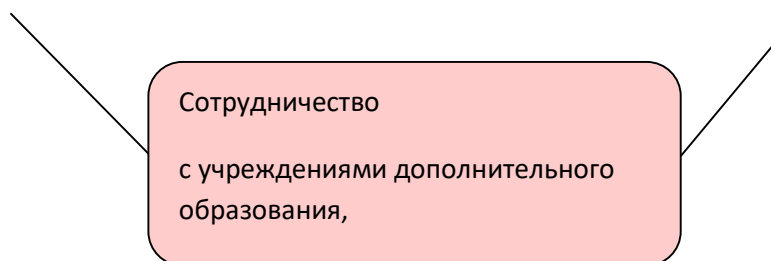 Сотрудничество
с учреждениями дополнительного
образования,